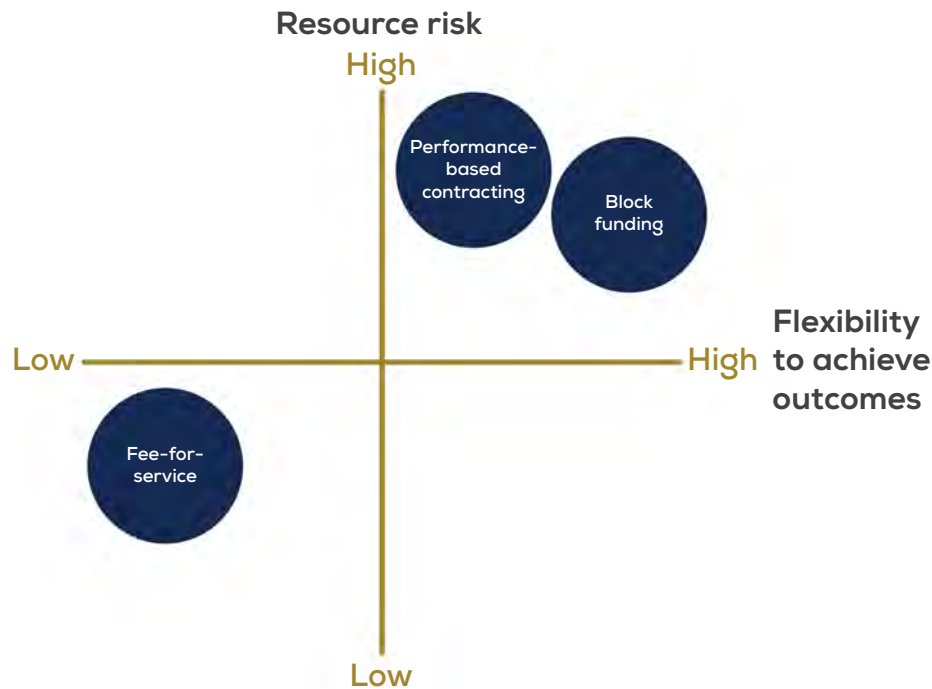 Resource risk
High
Performance-
based
contracting
Block
funding
Low
High
Flexibility
to achieve
outcomes
Fee-for-
service
Low